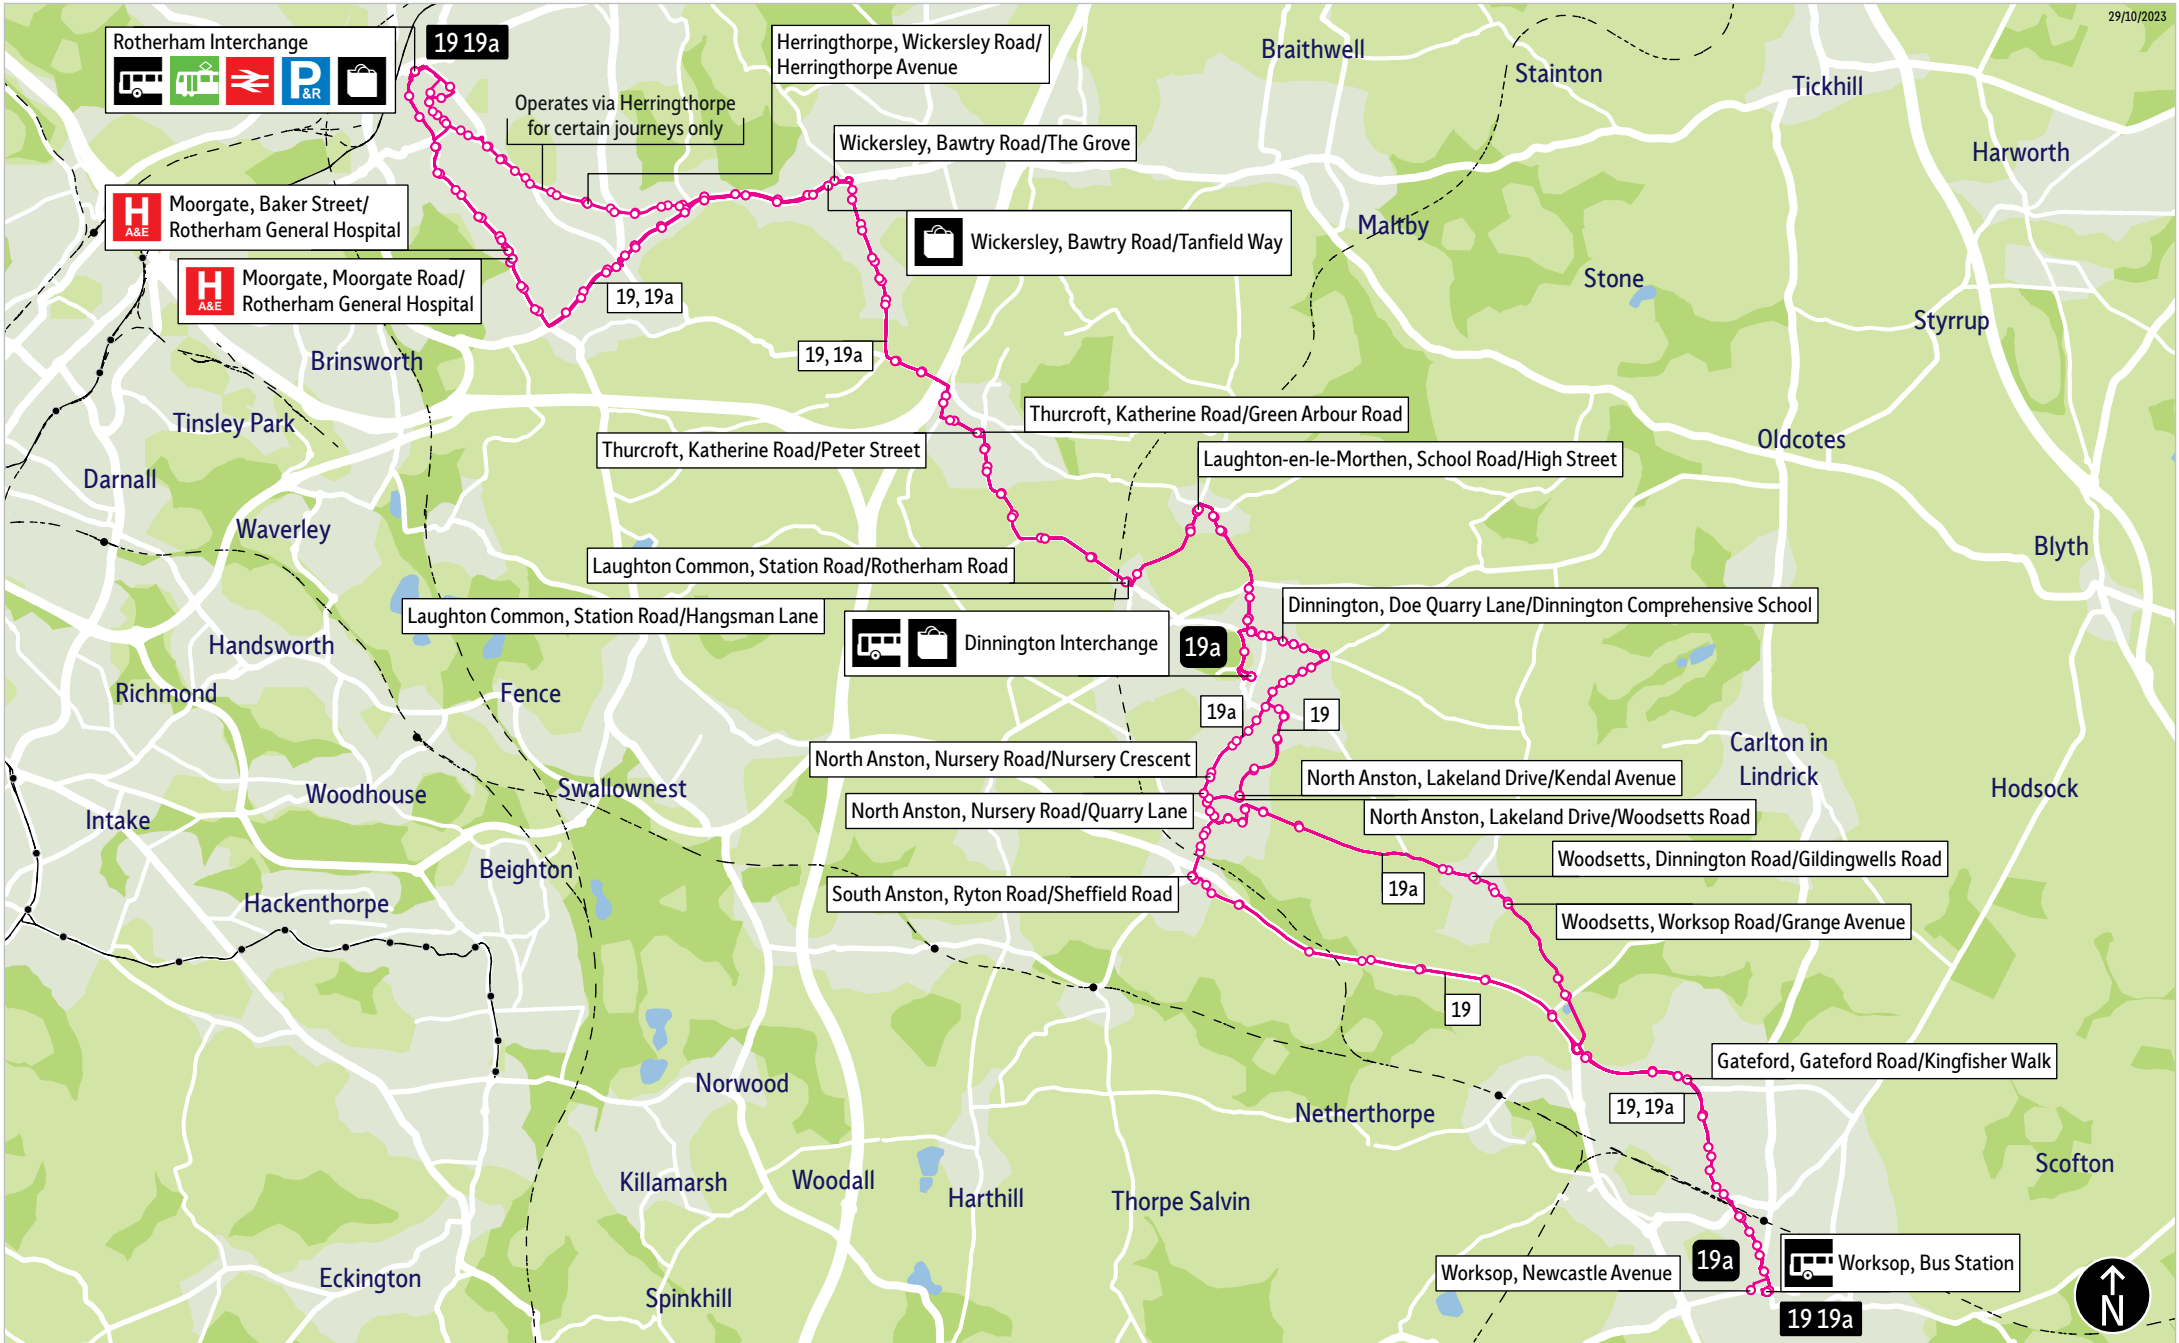 29/10/2023
Rotherham Interchange
P
&R
19 19a
Herringthorpe, Wickersley Road/
Herringthorpe Avenue
Operates via Herringthorpe
for certain journeys only
Braithwell
Stainton
Tickhill
Harworth
Wickersley, Bawtry Road/The Grove
H
A&E
Moorgate, Baker Street/
Rotherham General Hospital
Wickersley, Bawtry Road/Tanfield Way
Maltby
H
A&E
Moorgate, Moorgate Road/
Rotherham General Hospital
19, 19a
Stone
Styrrup
19, 19a
Brinsworth
Tinsley Park
Thurcroft, Katherine Road/Green Arbour Road
Thurcroft, Katherine Road/Peter Street
Oldcotes
Laughton-en-le-Morthen, School Road/High Street
Darnall
Waverley
Blyth
Laughton Common, Station Road/Rotherham Road
Laughton Common, Station Road/Hangsman Lane
Dinnington, Doe Quarry Lane/Dinnington Comprehensive School
Dinnington Interchange
19a
Handsworth
Richmond
Fence
19a
19
Carlton in
Lindrick
North Anston, Nursery Road/Nursery Crescent
North Anston, Lakeland Drive/Kendal Avenue
Hodsock
Woodhouse
Swallownest
North Anston, Nursery Road/Quarry Lane
North Anston, Lakeland Drive/Woodsetts Road
Intake
Beighton
Woodsetts, Dinnington Road/Gildingwells Road
19a
South Anston, Ryton Road/Sheffield Road
Hackenthorpe
Woodsetts, Worksop Road/Grange Avenue
19
Gateford, Gateford Road/Kingfisher Walk
Norwood
19, 19a
Netherthorpe
Scofton
Killamarsh
Woodall
Harthill
Thorpe Salvin
Eckington
Spinkhill
Worksop, Newcastle Avenue
19a
Worksop, Bus Station
19 19a
N